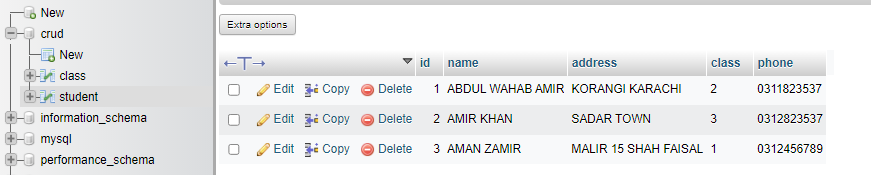 New
crud
New
class
student
information_schema
mysql
performance_schema
Extra options
id name address class phone
Edit Copy Delete 1 ABDUL WAHAB AMIR KORANGI KARACHI 2 0311823537
Edit Copy Delete 2 AMIR KHAN SADAR TOWN 3 0312823537
Edit Copy Delete 3 AMAN ZAMIR MALIR 15 SHAH FAISAL 1 0312456789